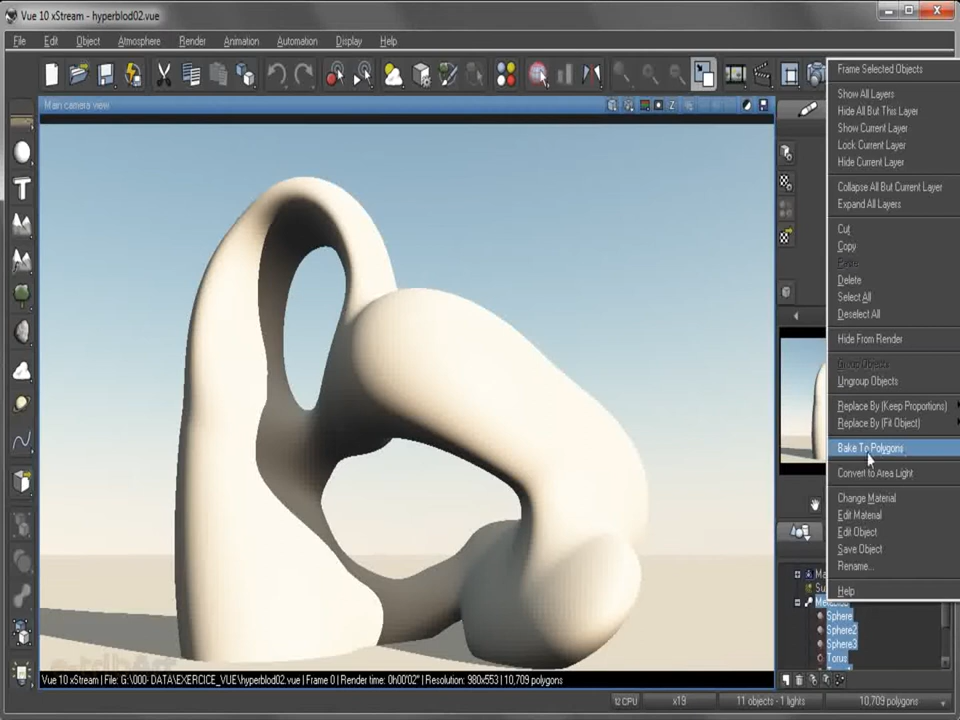 Vue 10 xStream - hyperblod02.vue
File Edit Object Atmosphere Render Animation Automation Display Help
Main camera view
Frame Selected Objects
Show All Layers
Hide All But This Layer
Show Current Layer
Lock Current Layer
Hide Current Layer
Collapse All But Current Layer
Expand All Layers
Cut
Copy
Paste
Delete
Select All
Deselect All
Hide From Render
Group Objects
Ungroup Objects
Replace By (Keep Proportions)
Replace By (Fit Object)
Bake To Polygons
Convert to Area Light
Change Material
Edit Material
Edit Object
Save Object
Rename...
Help
Sphere
Sphere2
Sphere3
Torus
Vue 10 xStream | File: G:\000- DATA\EXERCICE_VUE\hyperblod02.vue | Frame 0 | Render time: 0h00'02" | Resolution: 980x553 | 10,709 polygons
12 CPU x19 11 objects - 1 lights 10,709 polygons